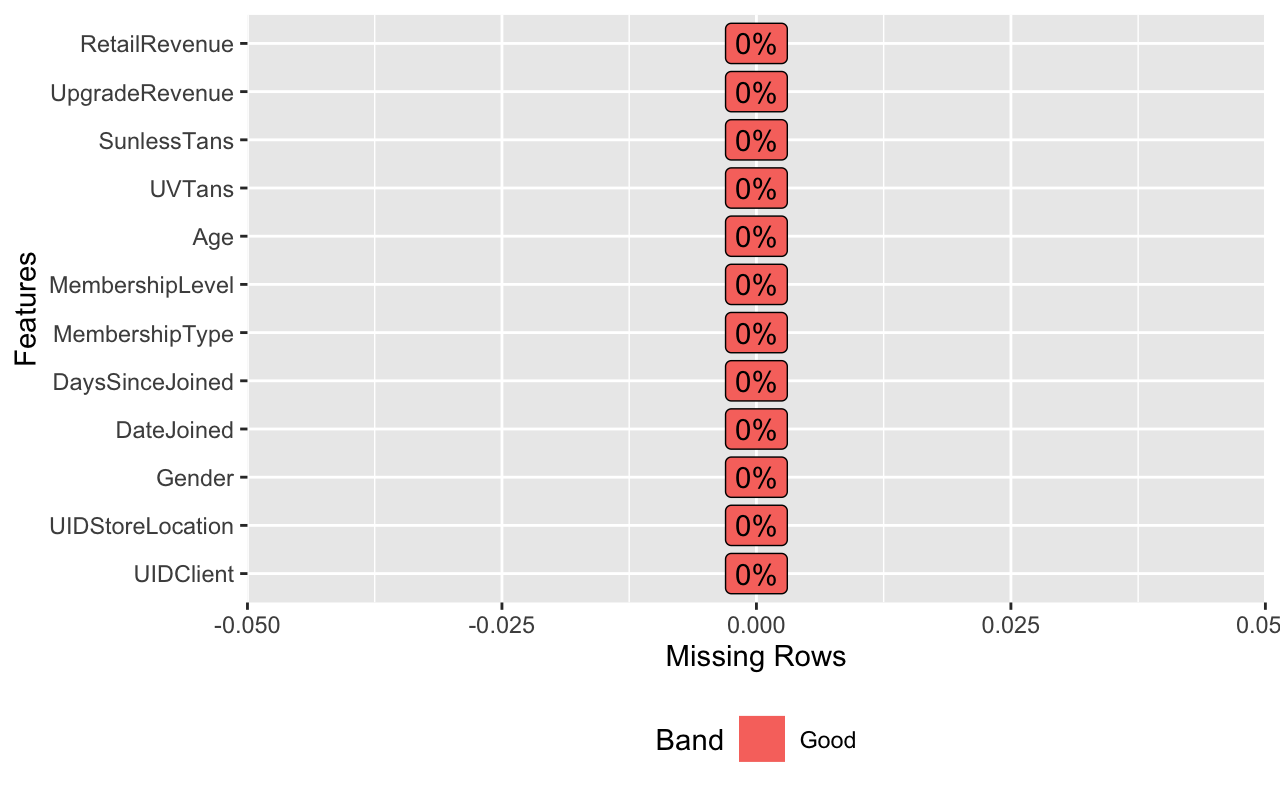 RetailRevenue 0%
UpgradeRevenue 0%
SunlessTans 0%
UVTans 0%
Age 0%
MembershipLevel 0%
MembershipType 0%
DaysSinceJoined 0%
DateJoined 0%
Gender 0%
UIDStoreLocation 0%
UIDClient 0%
Features
-0.050 -0.025 0.000 0.025 0.05
Missing Rows
Band Good